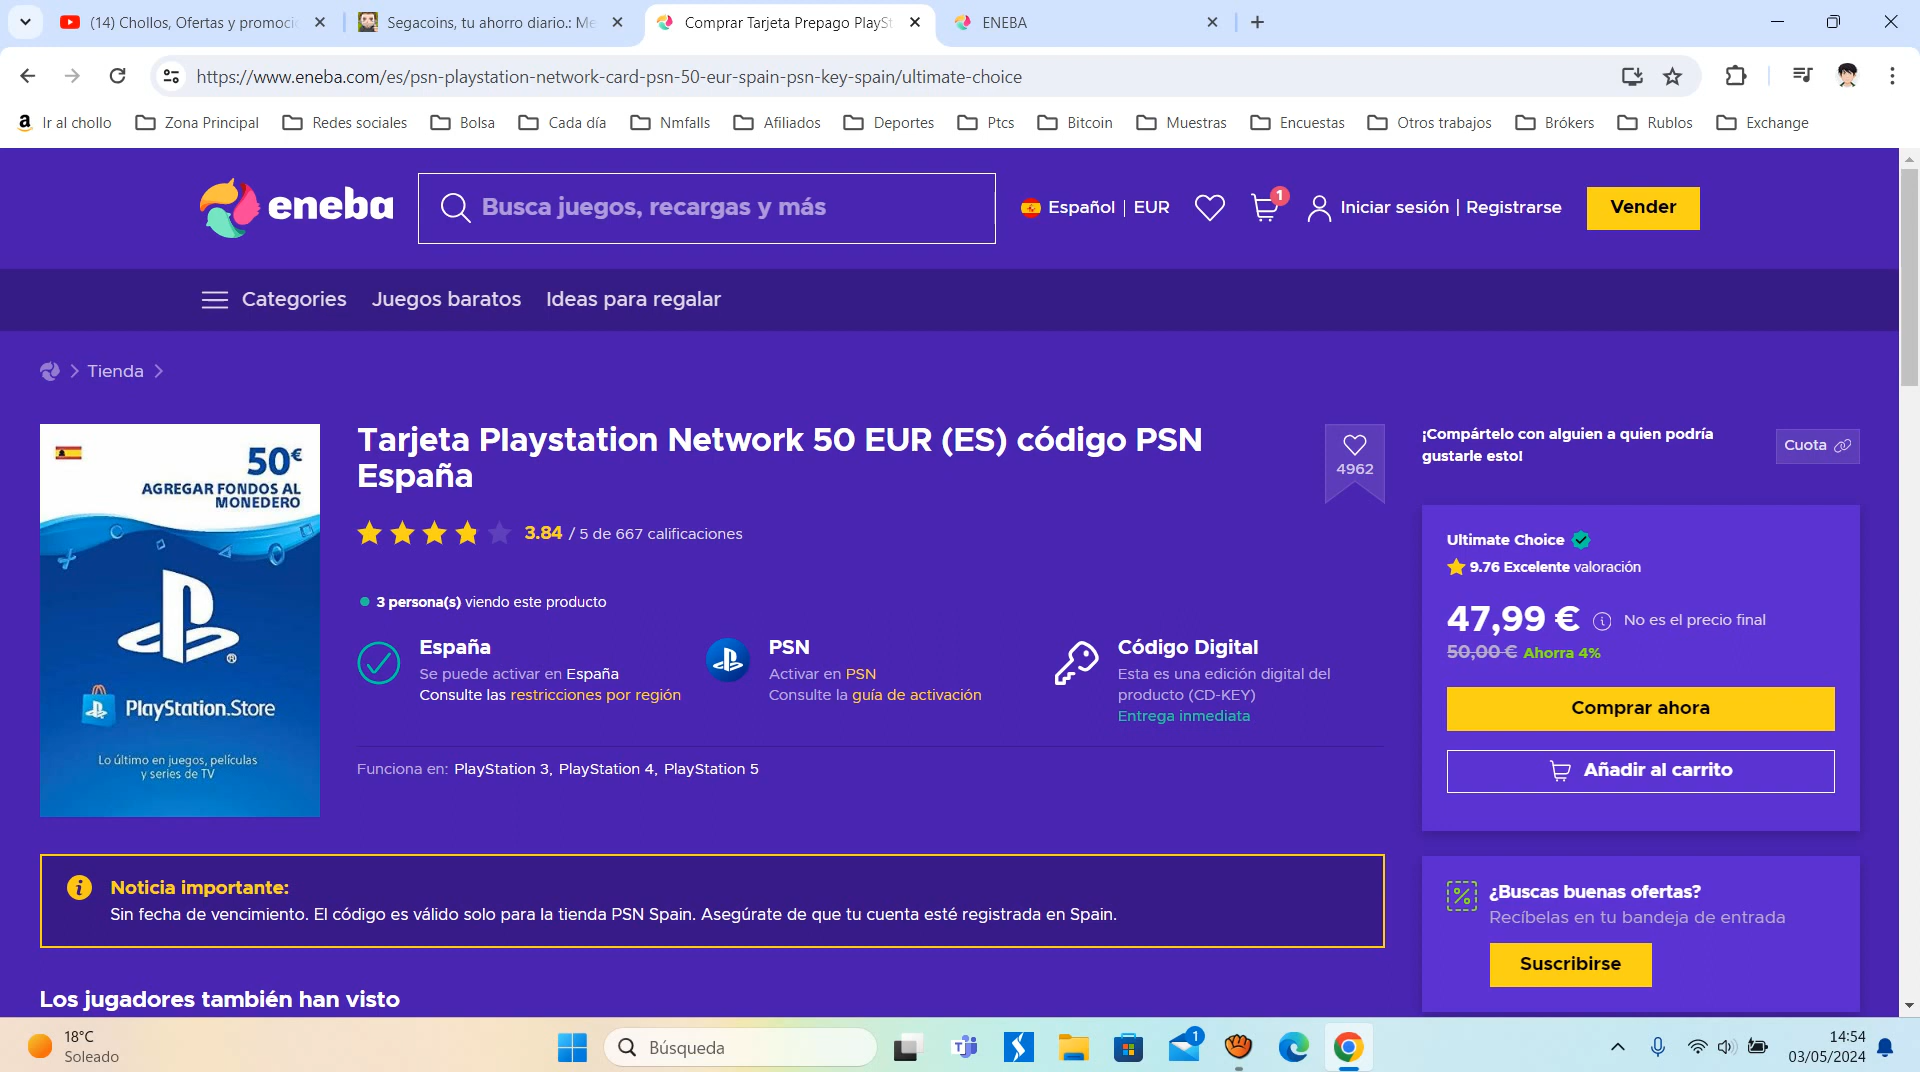 (14) Chollos, Ofertas y promocio
Segacoins, tu ahorro diario.: Me
Comprar Tarjeta Prepago PlaySt
ENEBA
https://www.eneba.com/es/psn-playstation-network-card-psn-50-eur-spain-psn-key-spain/ultimate-choice
a Ir al chollo
Zona Principal
Redes sociales
Bolsa
Cada día
Nmfalls
Afiliados
Deportes
Ptcs
Bitcoin
Muestras
Encuestas
Otros trabajos
Brókers
Rublos
Exchange
eneba
Busca juegos, recargas y más
Español | EUR
1
Iniciar sesión | Registrarse
Vender
Categories
Juegos baratos
Ideas para regalar
Tienda
50€
AGREGAR FONDOS AL
MONEDERO
PlayStation.Store
Lo último en juegos, películas
y series de TV
Tarjeta Playstation Network 50 EUR (ES) código PSN
España
4962
3.84 / 5 de 667 calificaciones
3 persona(s) viendo este producto
España
Se puede activar en España
Consulte las restricciones por región
PSN
Activar en PSN
Consulte la guía de activación
Código Digital
Esta es una edición digital del
producto (CD-KEY)
Entrega inmediata
Funciona en: PlayStation 3, PlayStation 4, PlayStation 5
¡Compártelo con alguien a quien podría
gustarle esto!
Cuota
Ultimate Choice
9.76 Excelente valoración
47,99 € No es el precio final
50,00 € Ahorra 4%
Comprar ahora
Añadir al carrito
Noticia importante:
Sin fecha de vencimiento. El código es válido solo para la tienda PSN Spain. Asegúrate de que tu cuenta esté registrada en Spain.
¿Buscas buenas ofertas?
Recíbelas en tu bandeja de entrada
Suscribirse
Los jugadores también han visto
18°C
Soleado
Búsqueda
1
14:54
03/05/2024